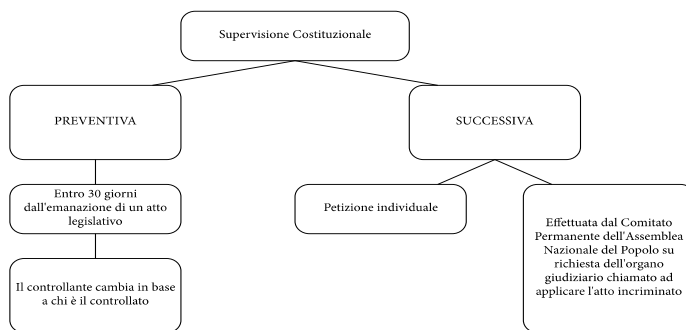 Supervisione Costituzionale
PREVENTIVA
SUCCESSIVA
Entro 30 giorni
dall'emanazione di un atto
legislativo
Petizione individuale
Effettuata dal Comitato
Permanente dell'Assemblea
Nazionale del Popolo su
richiesta dell'organo
giudiziario chiamato ad
applicare l'atto incriminato
Il controllante cambia in base
a chi è il controllato